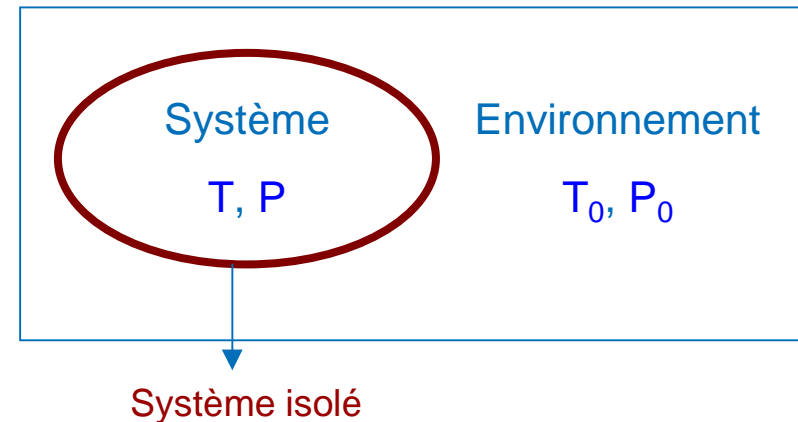 Système Environnement
T, P T₀, P₀
Système isolé